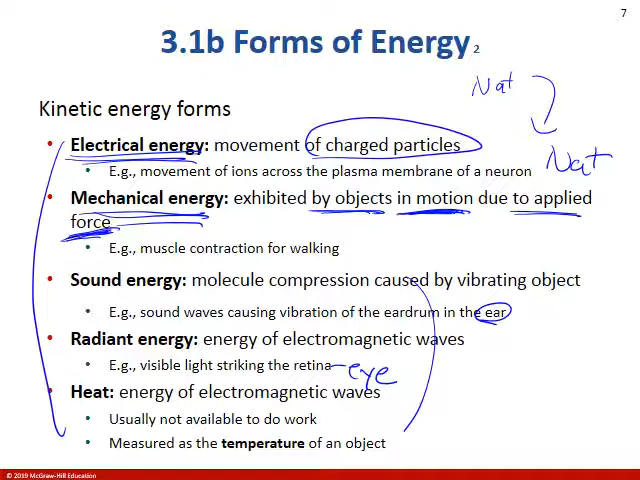 7
3.1b Forms of Energy 2
Nat
Nat
Kinetic energy forms
• Electrical energy: movement of charged particles
• E.g., movement of ions across the plasma membrane of a neuron
• Mechanical energy: exhibited by objects in motion due to applied
force
• E.g., muscle contraction for walking
• Sound energy: molecule compression caused by vibrating object
• E.g., sound waves causing vibration of the eardrum in the ear
• Radiant energy: energy of electromagnetic waves
• E.g., visible light striking the retina eye
• Heat: energy of electromagnetic waves
• Usually not available to do work
• Measured as the temperature of an object
© 2019 McGraw-Hill Education